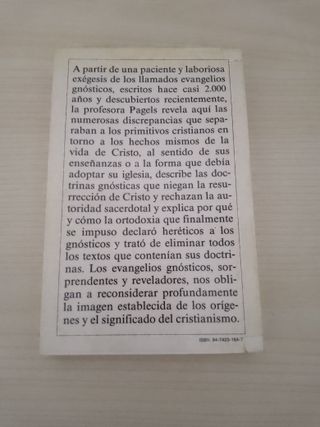 A partir de una paciente y laboriosa
exégesis de los llamados evangelios
gnósticos, escritos hace casi 2.000
años y descubiertos recientemente,
la profesora Pagels revela aquí las
numerosas discrepancias que sepa-
raban a los primitivos cristianos en
torno a los hechos mismos de la
vida de Cristo, al sentido de sus
enseñanzas o a la forma que debía
adoptar su iglesia, describe las doc-
trinas gnósticas que niegan la resu-
rrección de Cristo y rechazan la au-
toridad sacerdotal y explica por qué
y cómo la ortodoxia que finalmente
se impuso declaró heréticos a los
gnósticos y trató de eliminar todos
los textos que contenían sus doctri-
nas. Los evangelios gnósticos, sor-
prendentes y reveladores, nos obli-
gan a reconsiderar profundamente
la imagen establecida de los oríge-
nes y el significado del cristianismo.
ISBN: 84-7423-164-7